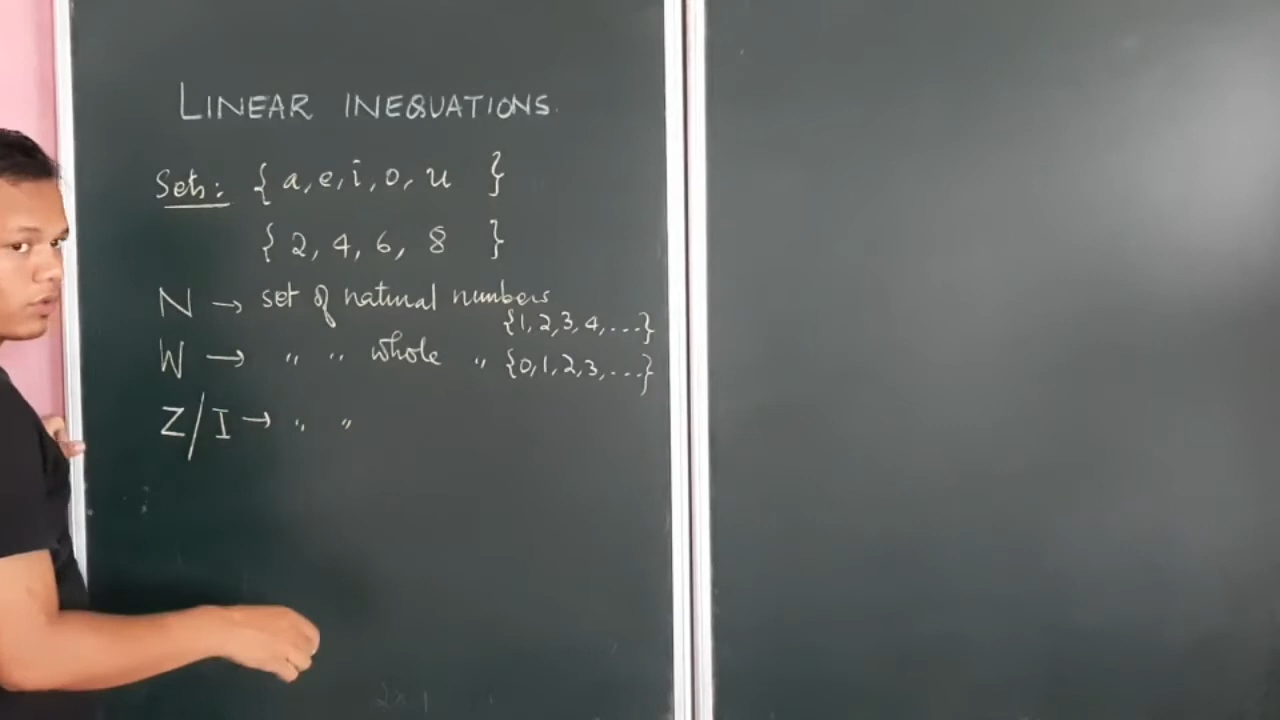 LINEAR INEQUATIONS.
Sets: { a, e, i, o, u }
{ 2, 4, 6, 8 }
N → set of natural numbers
{1, 2, 3, 4, ....}
W → " " whole " {0, 1, 2, 3, ....}
Z/I → " "